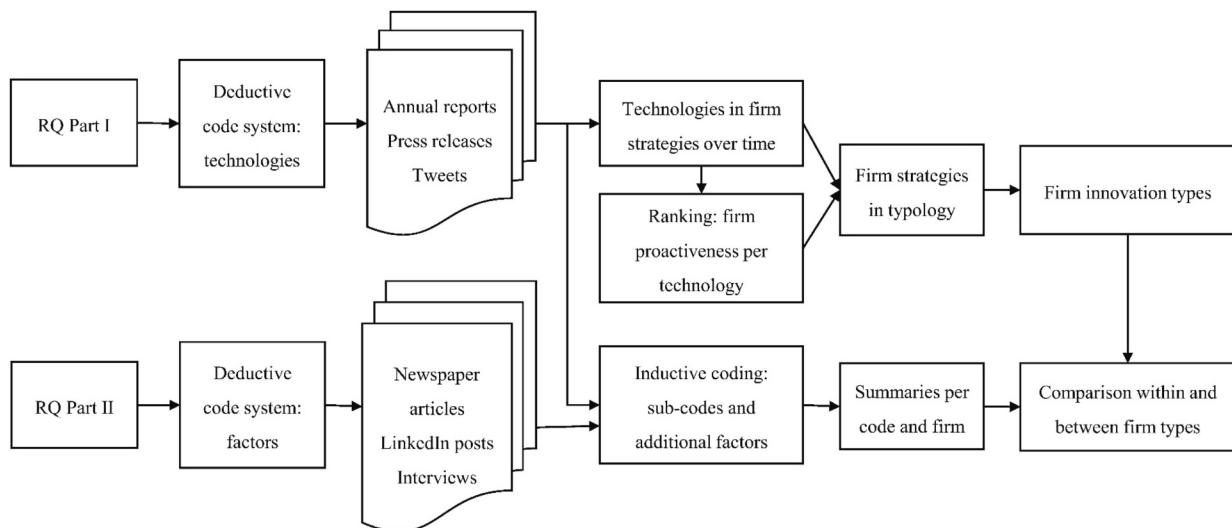 RQ Part I
Deductive
code system:
technologies
Annual reports
Press releases
Tweets
Technologies in firm
strategies over time
Ranking: firm
proactiveness per
technology
Firm strategies
in typology
Firm innovation types
RQ Part II
Deductive
code system:
factors
Newspaper
articles
LinkedIn posts
Interviews
Inductive coding:
sub-codes and
additional factors
Summaries per
code and firm
Comparison within and
between firm types